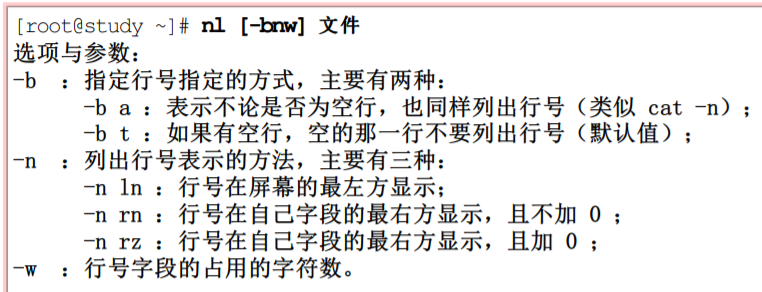 [root@study ~]# nl [-bnw] 文件
选项与参数：
-b ：指定行号指定的方式，主要有两种：
-b a ：表示不论是否为空行，也同样列出行号（类似 cat -n）；
-b t ：如果有空行，空的那一行不要列出行号（默认值）；
-n ：列出行号表示的方法，主要有三种：
-n ln ：行号在屏幕的最左方显示；
-n rn ：行号在自己字段的最右方显示，且不加 0 ；
-n rz ：行号在自己字段的最右方显示，且加 0 ；
-w ：行号字段的占用的字符数。